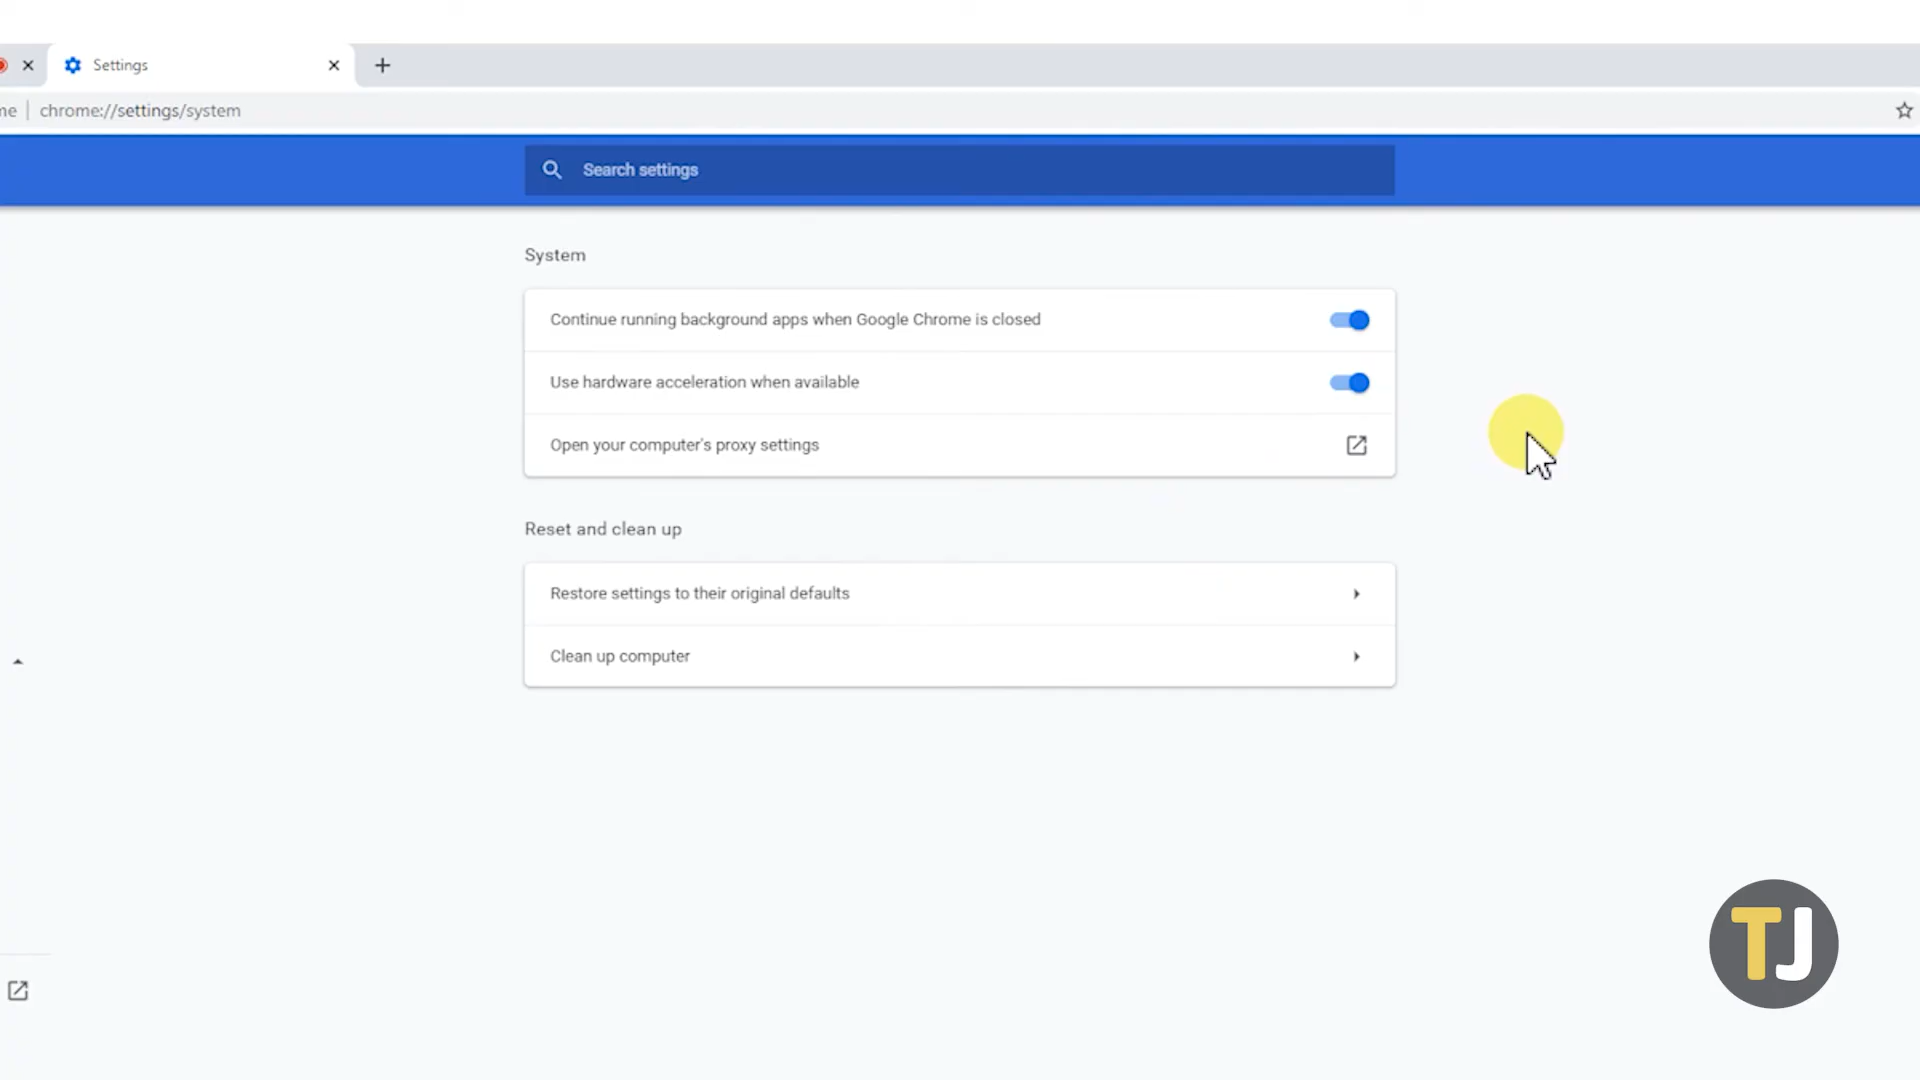 Settings
me
chrome://settings/system
Search settings
System
Continue running background apps when Google Chrome is closed
Use hardware acceleration when available
Open your computer's proxy settings
Reset and clean up
Restore settings to their original defaults
Clean up computer
TJ